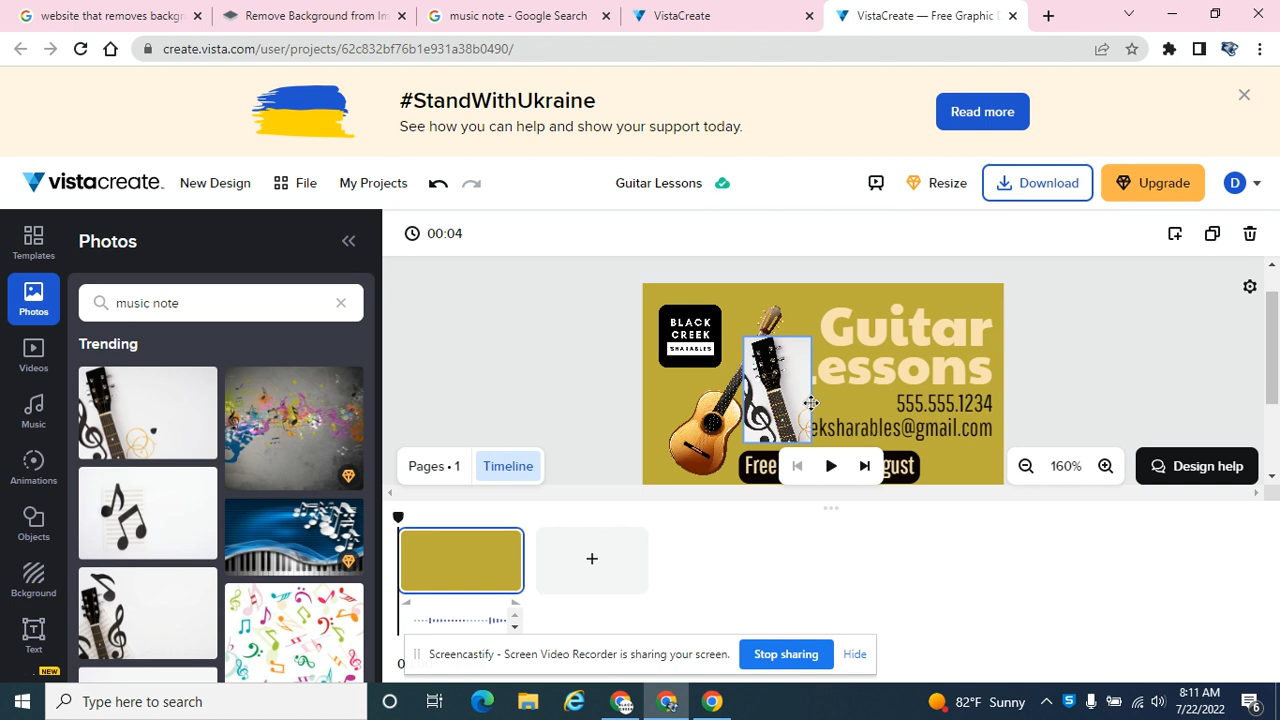 website that removes backgr
Remove Background from Im
music note - Google Search
VistaCreate
VistaCreate — Free Graphic
create.vista.com/user/projects/62c832bf76b1e931a38b0490/
#StandWithUkraine
See how you can help and show your support today.
Read more
vistacreate
New Design
File
My Projects
Guitar Lessons
Resize
Download
Upgrade
D
Templates
Photos
Videos
Music
Animations
Objects
Bckground
Text
NEW
Photos
music note
Trending
00:04
BLACK
CREEK
SHARABLES
Guitar
Lessons
555.555.1234
eksharables@gmail.com
Free
gust
Pages • 1
Timeline
160%
Design help
+
Screencastify - Screen Video Recorder is sharing your screen.
Stop sharing
Hide
Type here to search
82°F Sunny
8:11 AM
7/22/2022
6